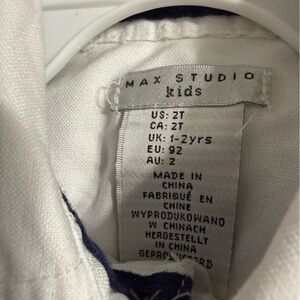 MAX STUDIO
kids
US: 2T
CA: 2T
UK: 1-2yrs
EU: 92
AU: 2
MADE IN
CHINA
FABRIQUÉ EN
CHINE
WYPRODUKOWANO
W CHINACH
HERGESTELLT
IN CHINA